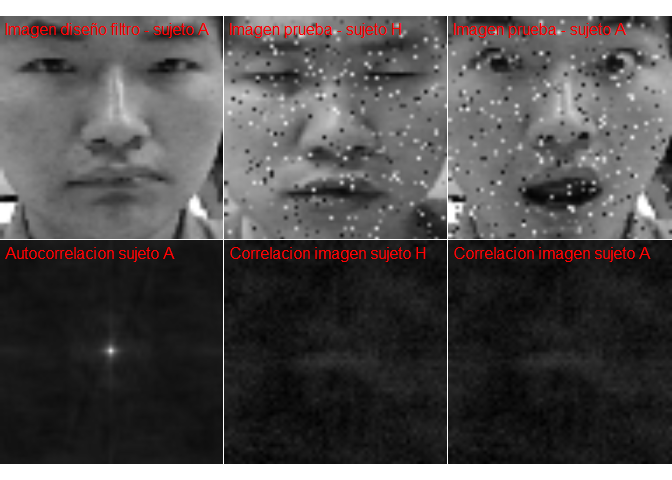 Imagen diseño filtro - sujeto A
Imagen prueba - sujeto H
Imagen prueba - sujeto A
Autocorrelacion sujeto A
Correlacion imagen sujeto H
Correlacion imagen sujeto A